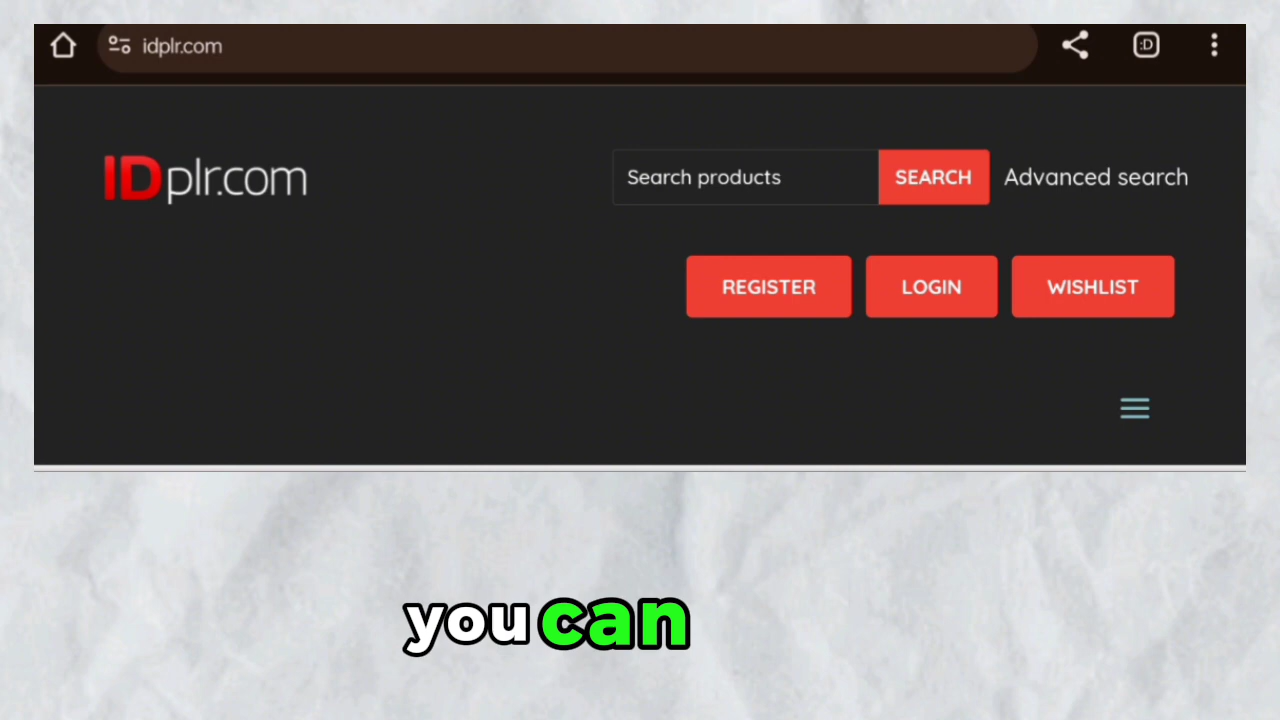 idplr.com
:D
IDplr.com
Search products
SEARCH
Advanced search
REGISTER
LOGIN
WISHLIST
you can